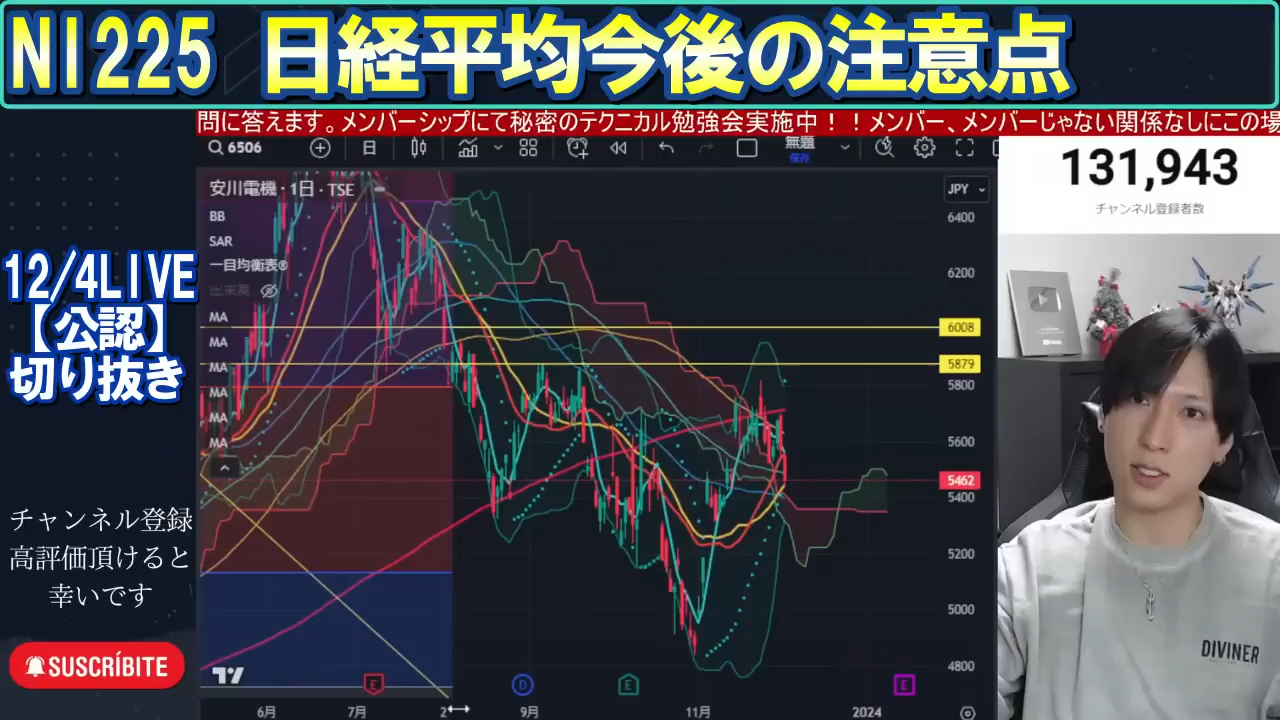 NI225 日経平均今後の注意点
問に答えます。メンバーシップにて秘密のテクニカル勉強会実施中！！メンバー、メンバーじゃない関係なしにこの場
6506
日
無題
保存
131,943
チャンネル登録者数
安川電機・1日・TSE
JPY
BB
SAR
一目均衡表
出来高
MA
MA
MA
MA
MA
MA
6400
6200
6008
5879
5800
5600
5462
5400
5200
5000
4800
12/4LIVE
【公認】
切り抜き
チャンネル登録
高評価頂けると
幸いです
SUSCRÍBITE
E
D
E
E
6月
7月
2
9月
11月
2024
DIVINER